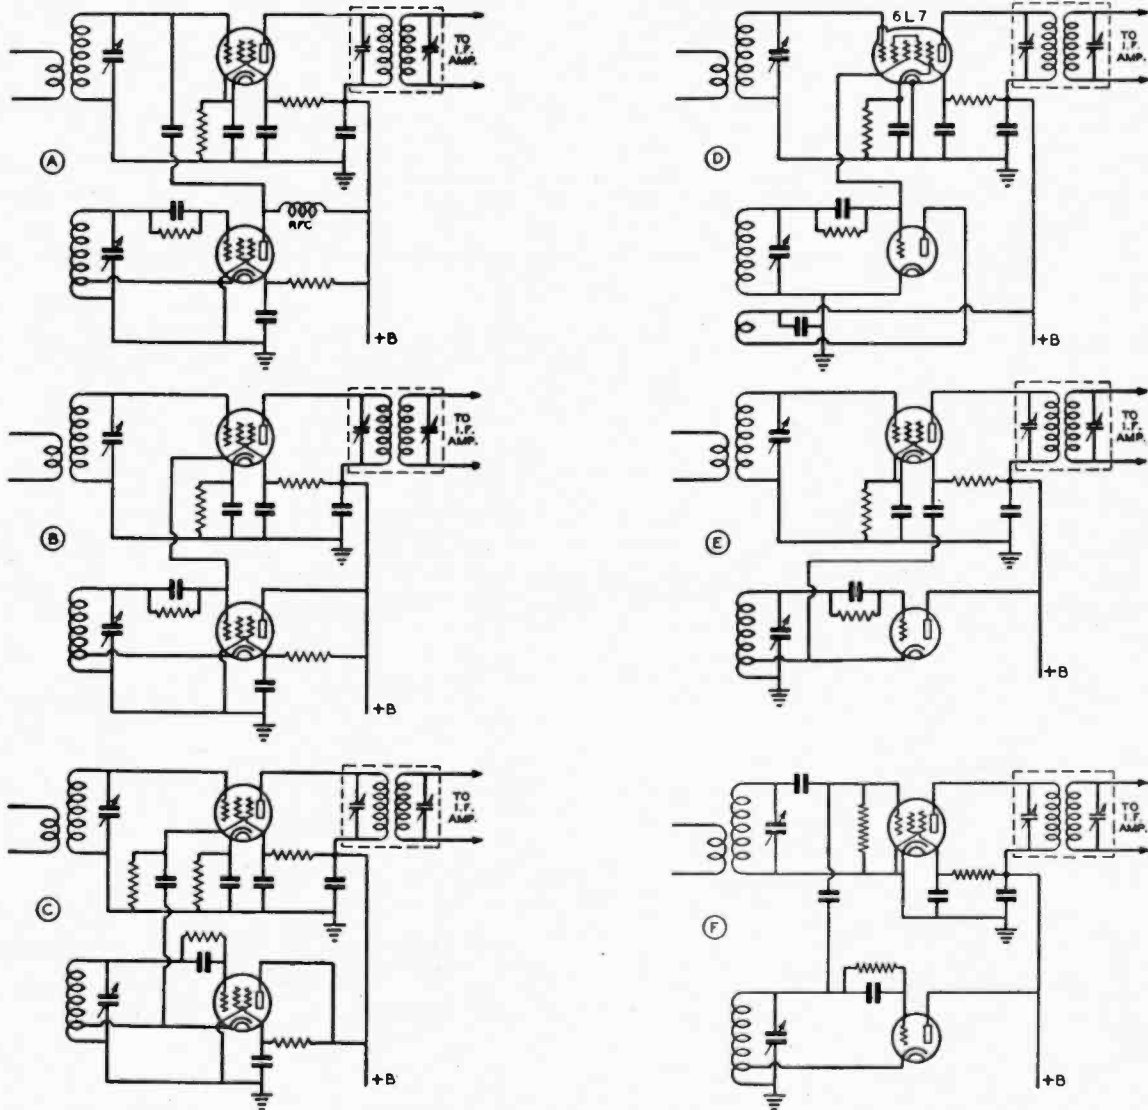 TO
I.F.
AMP.
A
RFC
+B
6L7
TO
I.F.
AMP.
D
+B
TO
I.F.
AMP.
B
+B
TO
I.F.
AMP.
E
+B
TO
I.F.
AMP.
C
+B
TO
I.F.
AMP.
F
+B